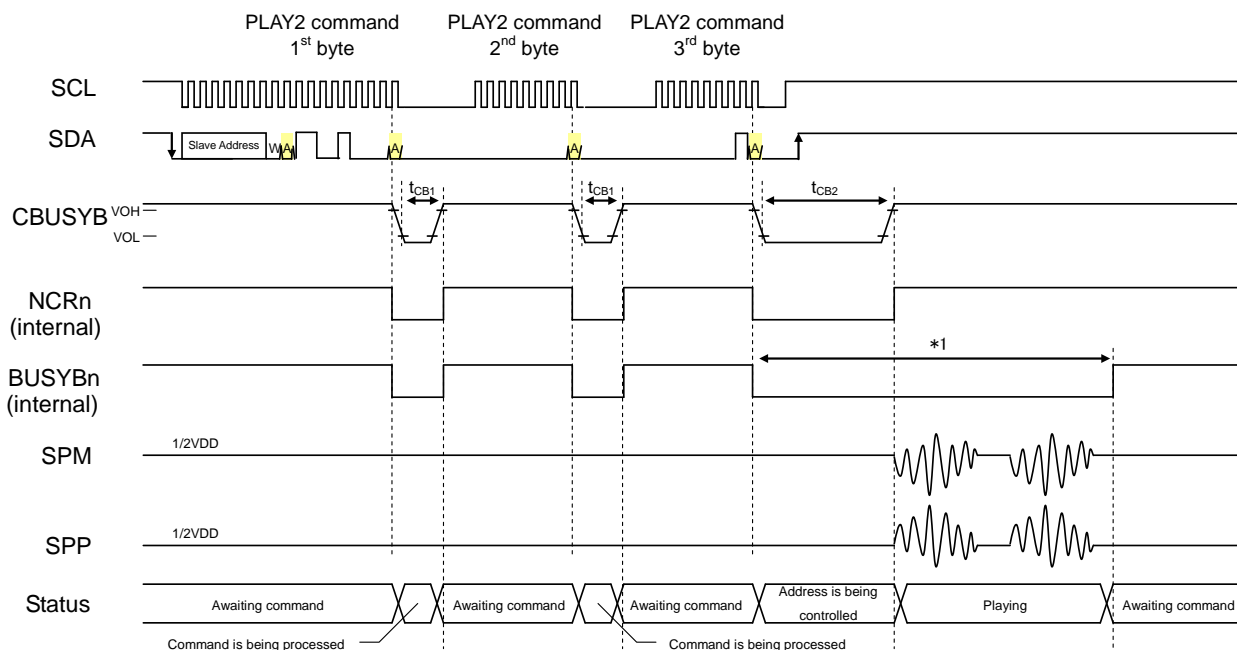 PLAY2 command
1st byte
PLAY2 command
2nd byte
PLAY2 command
3rd byte
SCL
SDA
Slave Address
W
A
A
A
A
tCB1
tCB1
tCB2
CBUSYB
VOH
VOL
NCRn
(internal)
*1
BUSYBn
(internal)
1/2VDD
SPM
1/2VDD
SPP
Status
Awaiting command
Awaiting command
Awaiting command
Address is being
controlled
Playing
Awaiting command
Command is being processed
Command is being processed